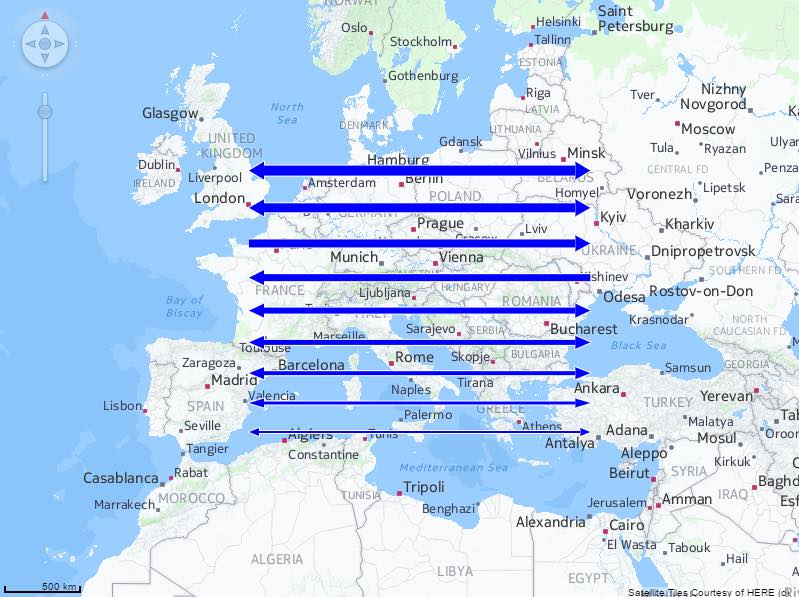 NORWAY
Oslo
Stockholm
Helsinki
Saint
Petersburg
Tallinn
ESTONIA
Gothenburg
Riga
LATVIA
Tver
Nizhny
Novgorod
Glasgow
North
Sea
DENMARK
LITHUANIA
Moscow
UNITED
KINGDOM
Gdansk
Vilnius
Minsk
Tula
Ryazan
Dublin
Hamburg
CENTRAL FD
Penza
IRELAND
Liverpool
Amsterdam
Berlin
BELARUS
Homyel
Voronezh
Lipetsk
London
POLAND
GERMANY
Prague
Kyiv
Kharkiv
Lviv
UKRAINE
Munich
Vienna
Dnipropetrovsk
AUSTRIA
SOUTHERN FD
FRANCE
Ljubljana
HUNGARY
Odesa
Rostov-on-Don
Bay of
Biscay
ROMANIA
Krasnodar
NORTH
CAUCASIAN FD
Marseille
Sarajevo
SERBIA
Bucharest
Toulouse
Black Sea
Zaragoza
Barcelona
Rome
Skopje
BULGARIA
Samsun
GEORGIA
Madrid
Naples
Tirana
Ankara
Yerevan
Lisbon
SPAIN
Valencia
Palermo
GREECE
TURKEY
Malatya
Seville
Algiers
Tunis
Athens
Antalya
Adana
Mosul
Tangier
Constantine
Aleppo
Kirkuk
Casablanca
Rabat
Mediterranean Sea
Beirut
SYRIA
Marrakech
MOROCCO
TUNISIA
Tripoli
Benghazi
Jerusalem
Amman
IRAQ
Alexandria
Cairo
El Wasta
Tabouk
Hail
ALGERIA
LIBYA
EGYPT
500 km
Satellite Tiles Courtesy of HERE